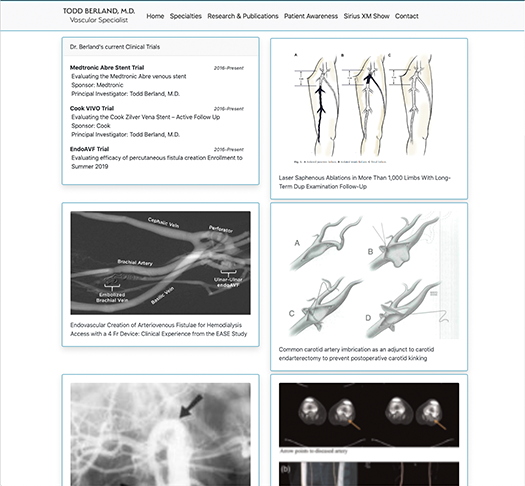 TODD BERLAND, M.D.
Vascular Specialist
Home Specialties Research & Publications Patient Awareness Sirius XM Show Contact
Dr. Berland's current Clinical Trials
Medtronic Abre Stent Trial 2016-Present
Evaluating the Medtronic Abre venous stent
Sponsor: Medtronic
Principal Investigator: Todd Berland, M.D.
Cook VIVO Trial 2016-Present
Evaluating the Cook Zilver Vena Stent – Active Follow Up
Sponsor: Cook
Principal Investigator: Todd Berland, M.D.
EndoAVF Trial 2016-Present
Evaluating efficacy of percutaneous fistula creation Enrollment to
Summer 2019
A B C
Laser Saphenous Ablations in More Than 1,000 Limbs With Long-
Term Dup Examination Follow-Up
Cephalic Vein
Perforator
Brachial Artery
Ulnar-Ulnar
endoAVF
Embolized
Brachial Vein
Basilic Vein
Endovascular Creation of Arteriovenous Fistulae for Hemodialysis
Access with a 4 Fr Device: Clinical Experience from the EASE Study
A
B
C
D
Common carotid artery imbrication as an adjunct to carotid
endarterectomy to prevent postoperative carotid kinking
Arrow points to diseased artery
(b)